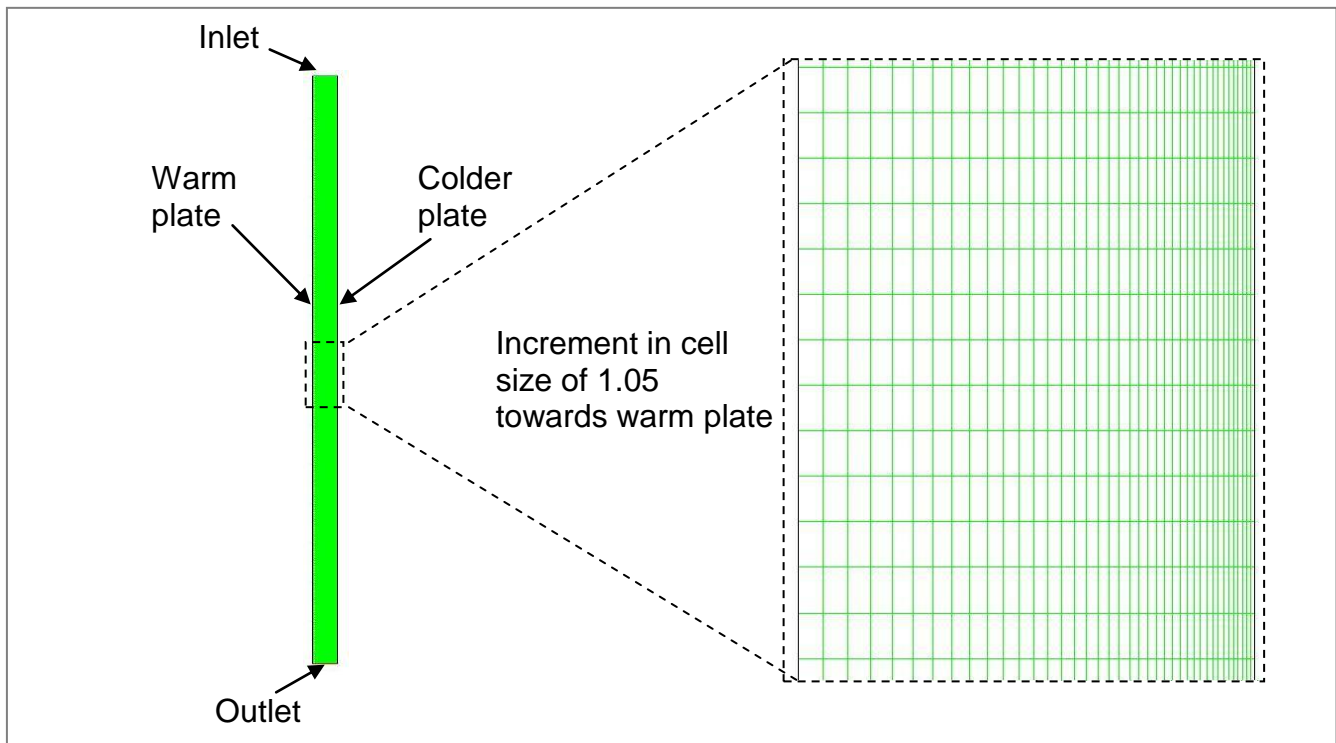 Inlet
Warm
plate
Colder
plate
Increment in cell
size of 1.05
towards warm plate
Outlet